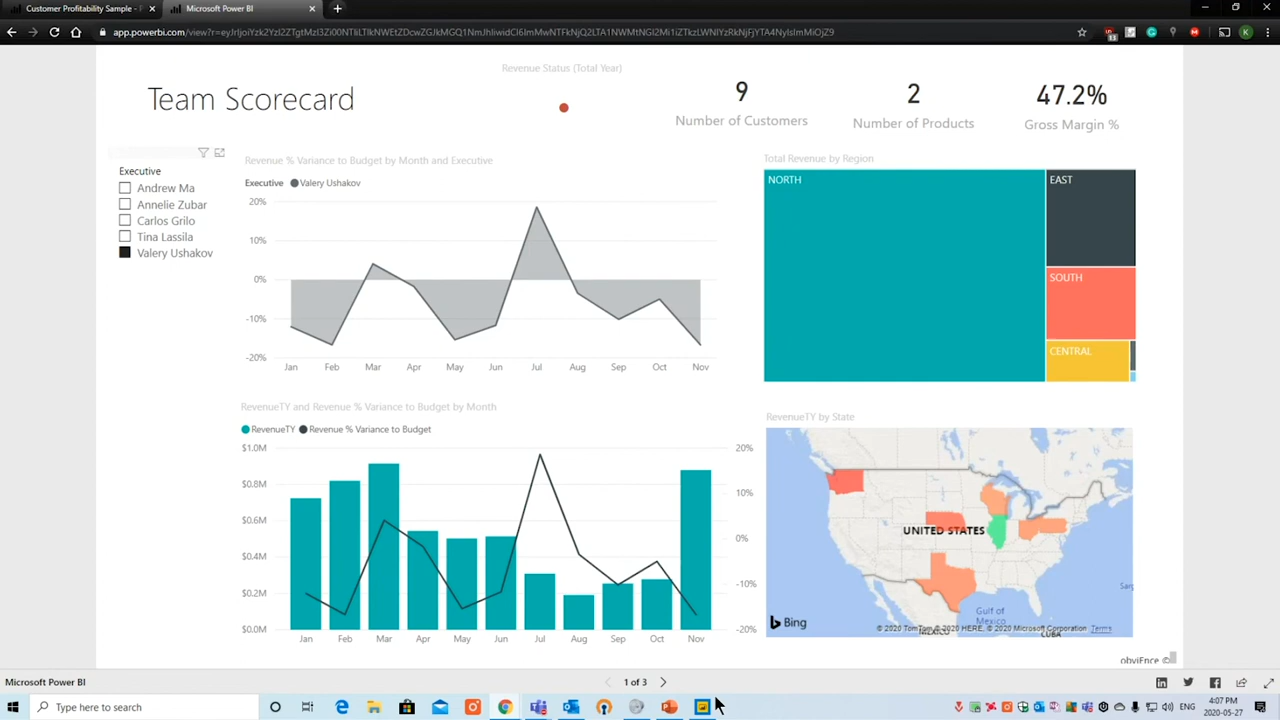 Customer Profitability Sample -
Microsoft Power BI
Revenue Status (Total Year)
Team Scorecard
9
Number of Customers
2
Number of Products
47.2%
Gross Margin %
Executive
Andrew Ma
Annelie Zubar
Carlos Grilo
Tina Lassila
Valery Ushakov
Revenue % Variance to Budget by Month and Executive
Executive Valery Ushakov
20%
10%
0%
-10%
-20%
Jan Feb Mar Apr May Jun Jul Aug Sep Oct Nov
Total Revenue by Region
NORTH
EAST
SOUTH
CENTRAL
RevenueTY and Revenue % Variance to Budget by Month
RevenueTY Revenue % Variance to Budget
$1.0M
$0.8M
$0.6M
$0.4M
$0.2M
$0.0M
20%
10%
0%
-10%
-20%
Jan Feb Mar Apr May Jun Jul Aug Sep Oct Nov
RevenueTY by State
UNITED STATES
Gulf of
Mexico
MEXICO
CUBA
Bing
© 2020 TomTom © 2020 HERE, © 2020 Microsoft Corporation Terms
obviEnce ©
Microsoft Power BI
1 of 3
Type here to search
ENG
4:07 PM
2020-05-27